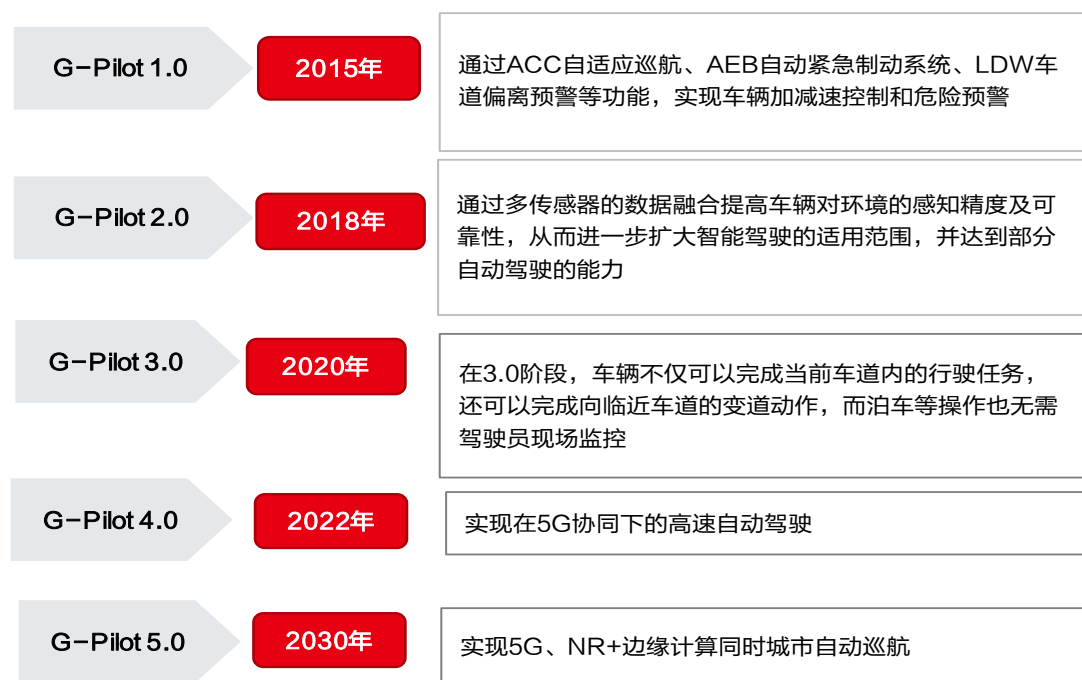 G-Pilot 1.0
2015年
通过ACC自适应巡航、AEB自动紧急制动系统、LDW车
道偏离预警等功能，实现车辆加减速控制和危险预警
G-Pilot 2.0
2018年
通过多传感器的数据融合提高车辆对环境的感知精度及可
靠性，从而进一步扩大智能驾驶的适用范围，并达到部分
自动驾驶的能力
G-Pilot 3.0
2020年
在3.0阶段，车辆不仅可以完成当前车道内的行驶任务，
还可以完成向临近车道的变道动作，而泊车等操作也无需
驾驶员现场监控
G-Pilot 4.0
2022年
实现在5G协同下的高速自动驾驶
G-Pilot 5.0
2030年
实现5G、NR+边缘计算同时城市自动巡航